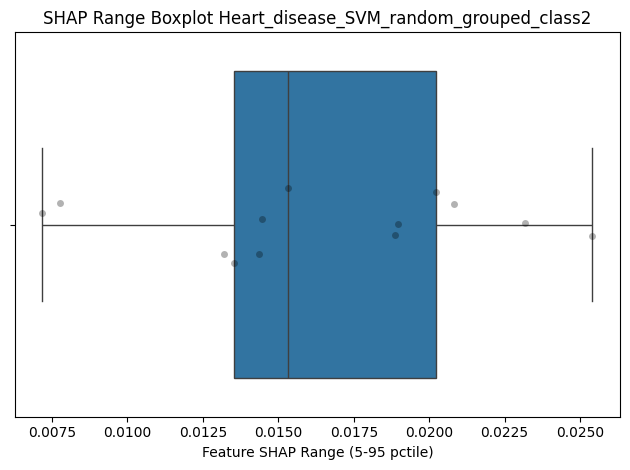 SHAP Range Boxplot Heart_disease_SVM_random_grouped_class2
0.0075 0.0100 0.0125 0.0150 0.0175 0.0200 0.0225 0.0250
Feature SHAP Range (5-95 pctile)